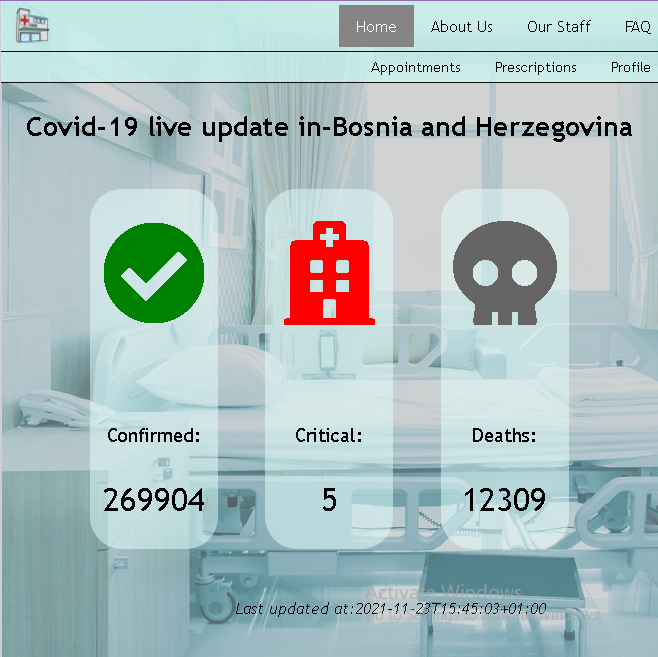 Home About Us Our Staff FAQ
Appointments Prescriptions Profile
Covid-19 live update in-Bosnia and Herzegovina
Confirmed: Critical: Deaths:
269904 5 12309
Activate Windows
Last updated at:2021-11-23T15:45:03+01:00